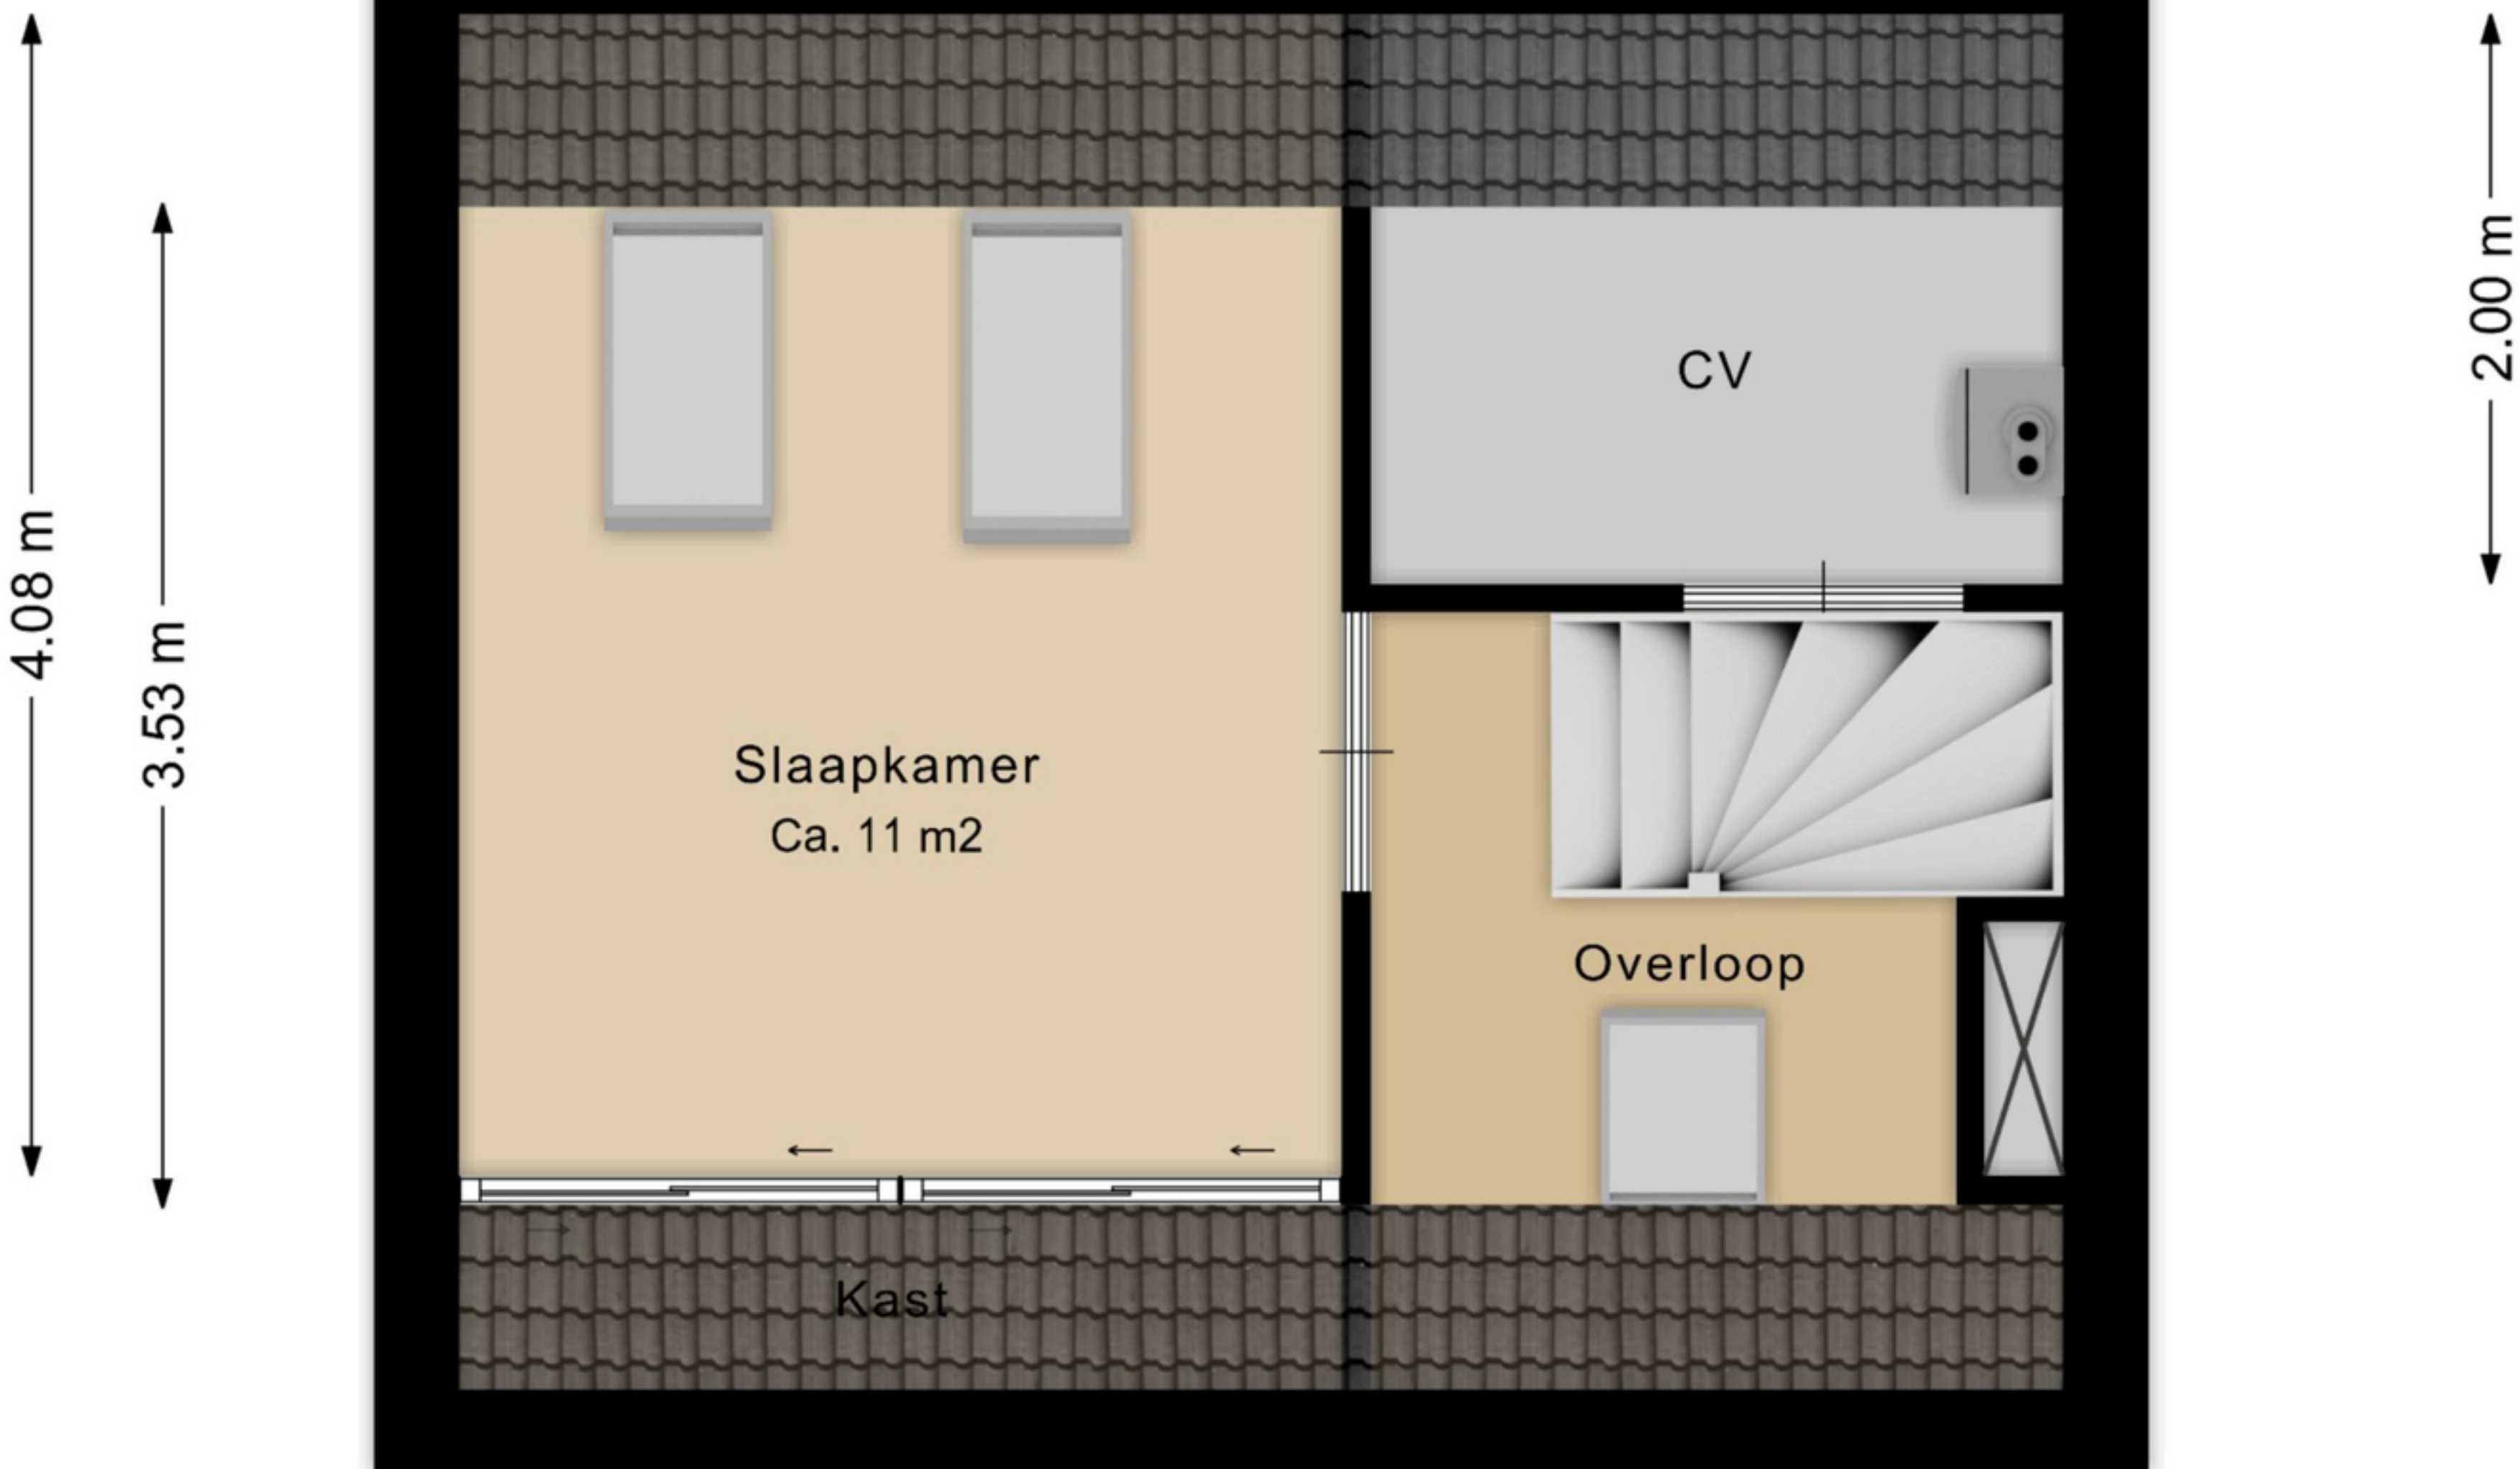 4.08 m
3.53 m
2.00 m
CV
Slaapkamer
Ca. 11 m2
Overloop
Kast